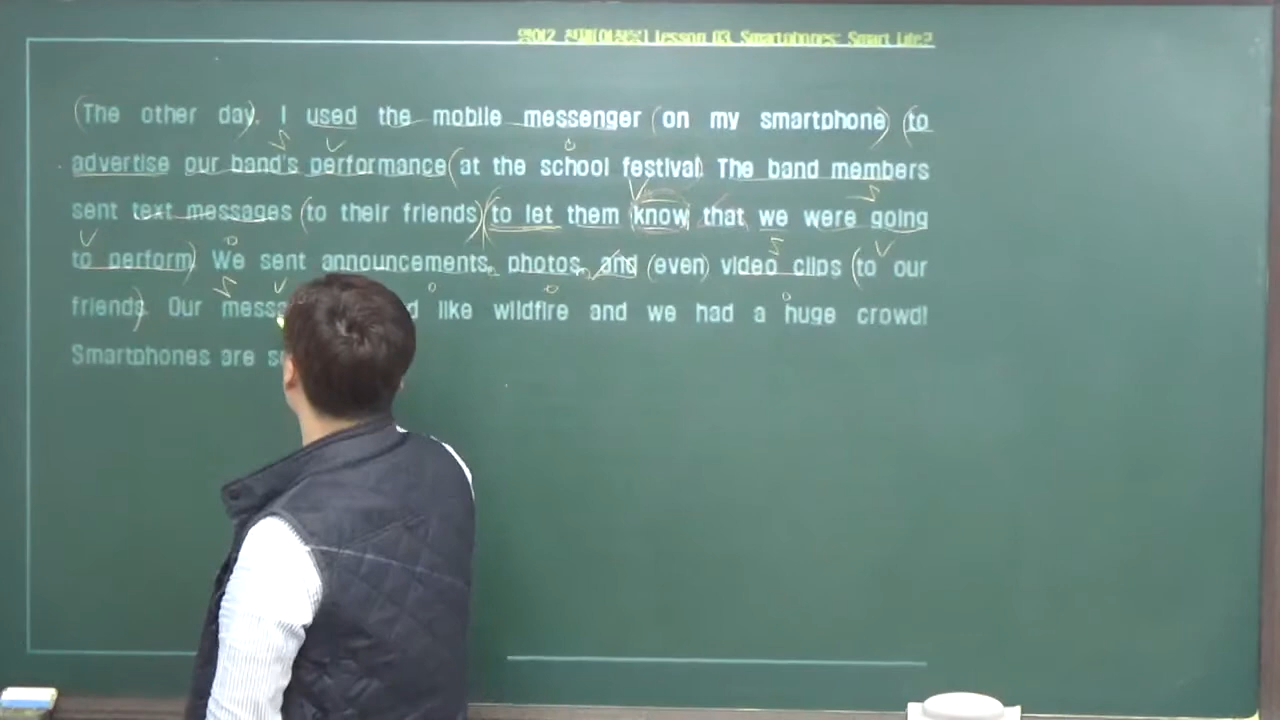 영어2 천재(이재영) lesson 03. Smartphones: Smart Life?
(The other day), I used the mobile messenger (on my smartphone) (to
advertise our band's performance (at the school festival). The band members
sent text messages (to their friends) (to let them know that we were going
to perform) We sent announcements, photos, and (even) video clips (to our
friends). Our like wildfire and we had a huge crowd!
Smartphones are